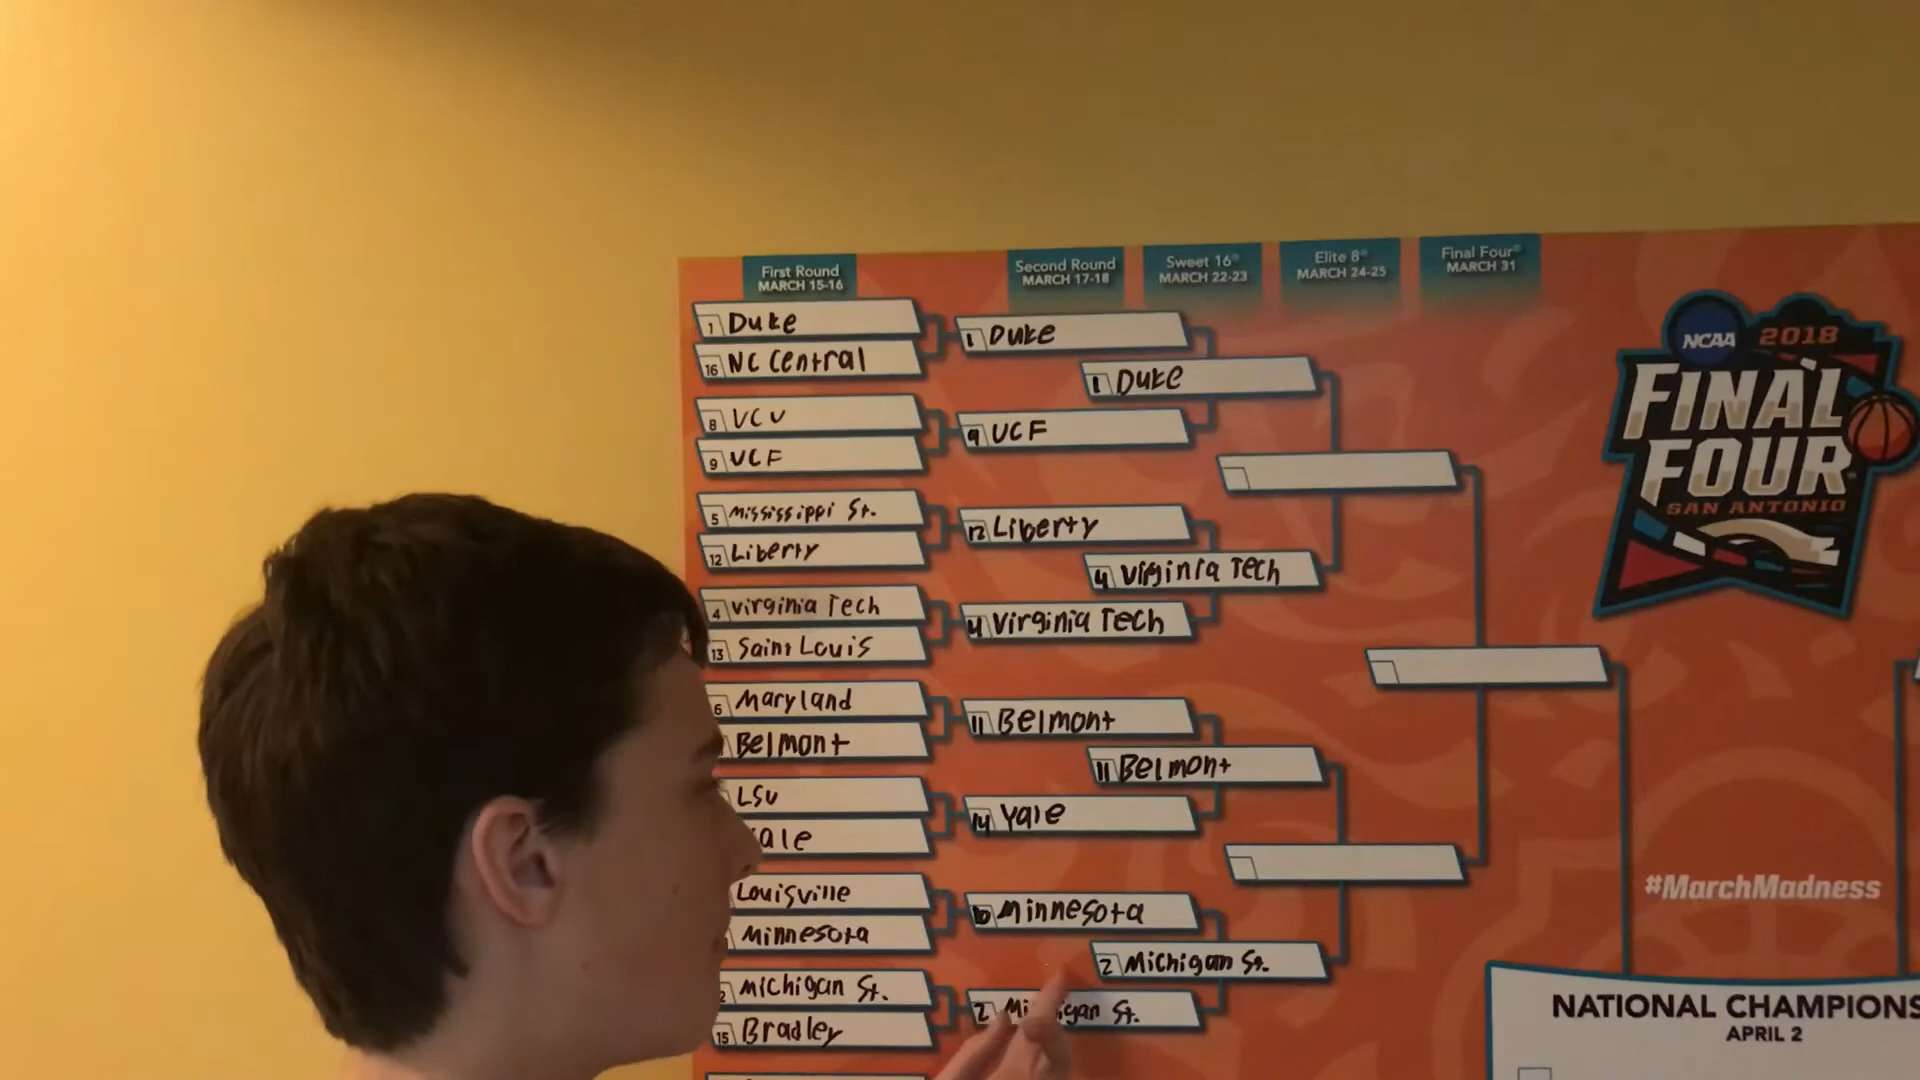 First Round
MARCH 15-16
Second Round
MARCH 17-18
Sweet 16®
MARCH 22-23
Elite 8®
MARCH 24-25
Final Four®
MARCH 31
1 Duke
16 NC Central
8 VCU
9 UCF
5 Mississippi St.
12 Liberty
4 Virginia Tech
13 Saint Louis
6 Maryland
Belmont
LSU
ale
Louisville
Minnesota
2 Michigan St.
15 Bradley
1 Duke
9 UCF
12 Liberty
4 Virginia Tech
11 Belmont
14 Yale
10 Minnesota
2 Mi igan St.
1 Duke
4 Virginia Tech
11 Belmont
2 Michigan St.
NCAA 2018
FINAL
FOUR
SAN ANTONIO
#MarchMadness
NATIONAL CHAMPIONS
APRIL 2